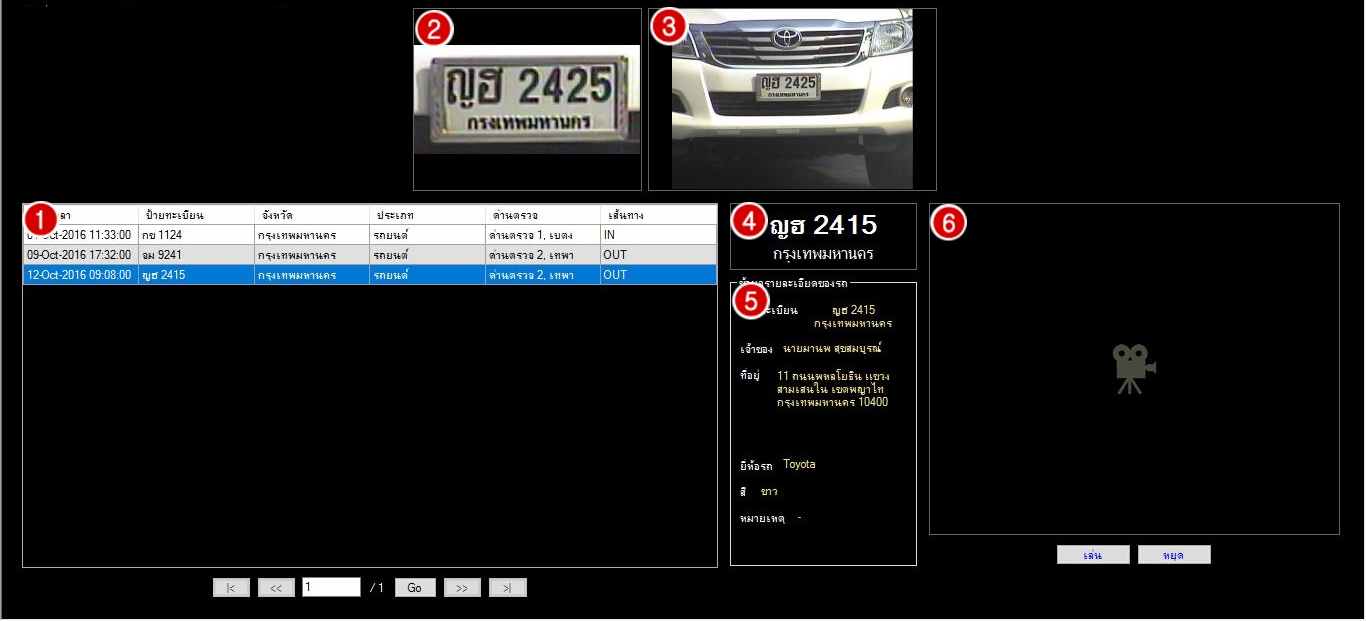 2
ญฮ 2425
กรุงเทพมหานคร
3
ญฮ 2425
กรุงเทพมหานคร
1
ลา ป้ายทะเบียน จังหวัด ประเภท ด่านตรวจ เส้นทาง
-Oct-2016 11:33:00 กข 1124 กรุงเทพมหานคร รถยนต์ ด่านตรวจ 1, เบตง IN
09-Oct-2016 17:32:00 จม 9241 กรุงเทพมหานคร รถยนต์ ด่านตรวจ 2, เทพา OUT
12-Oct-2016 09:08:00 ญฮ 2415 กรุงเทพมหานคร รถยนต์ ด่านตรวจ 2, เทพา OUT
|< << 1 / 1 Go >> >|
4
ญฮ 2415
กรุงเทพมหานคร
รายละเอียดของรถ
5
ะเบียน ญฮ 2415
กรุงเทพมหานคร
เจ้าของ นายมานพ สุขสมบูรณ์
ที่อยู่ 11 ถนนพหลโยธิน แขวง
สามเสนใน เขตพญาไท
กรุงเทพมหานคร 10400
ยี่ห้อรถ Toyota
สี ขาว
หมายเหตุ -
6
เล่น หยุด